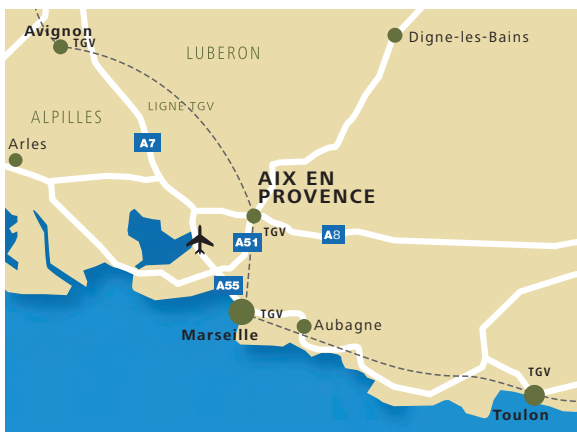 Avignon
TGV
LUBERON
Digne-les-Bains
LIGNE TGV
ALPILLES
Arles
A7
AIX EN
PROVENCE
TGV
A8
A51
A55
TGV
Marseille
Aubagne
TGV
Toulon